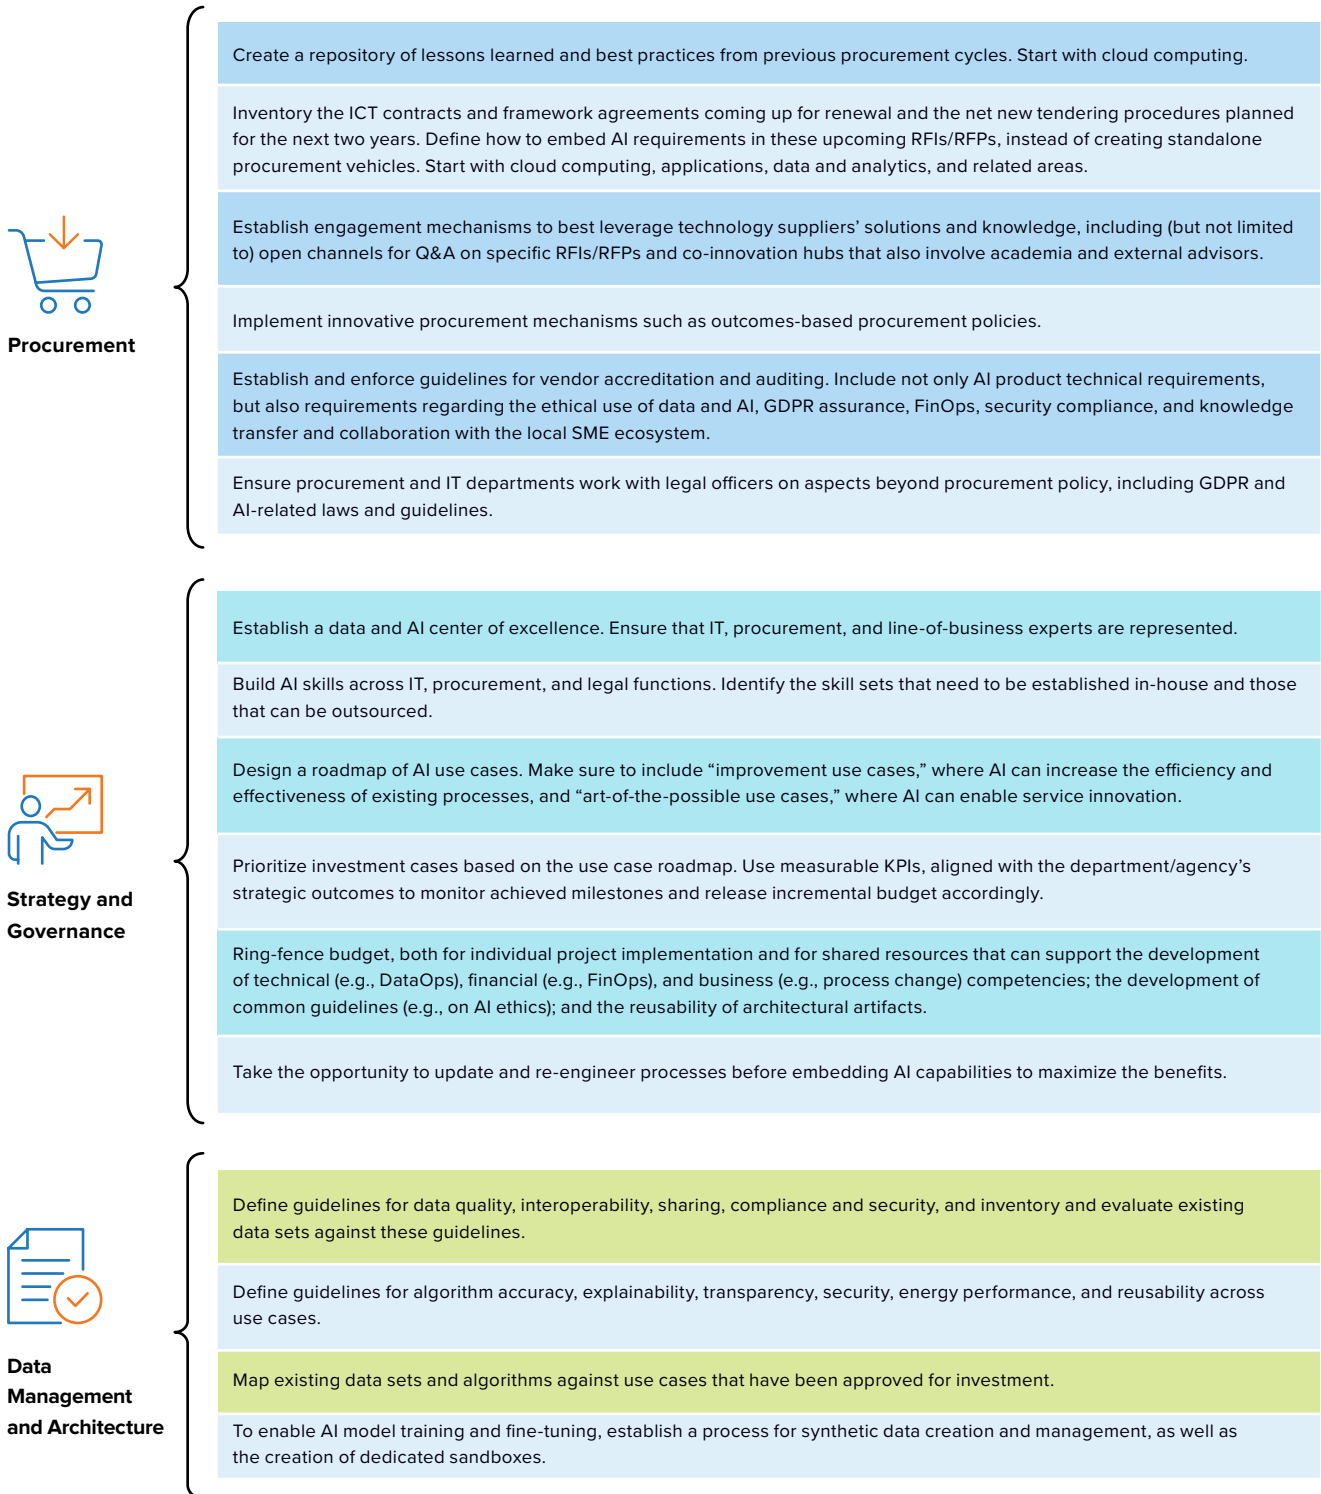 Procurement
Create a repository of lessons learned and best practices from previous procurement cycles. Start with cloud computing.
Inventory the ICT contracts and framework agreements coming up for renewal and the net new tendering procedures planned
for the next two years. Define how to embed AI requirements in these upcoming RFIs/RFPs, instead of creating standalone
procurement vehicles. Start with cloud computing, applications, data and analytics, and related areas.
Establish engagement mechanisms to best leverage technology suppliers’ solutions and knowledge, including (but not limited
to) open channels for Q&A on specific RFIs/RFPs and co-innovation hubs that also involve academia and external advisors.
Implement innovative procurement mechanisms such as outcomes-based procurement policies.
Establish and enforce guidelines for vendor accreditation and auditing. Include not only AI product technical requirements,
but also requirements regarding the ethical use of data and AI, GDPR assurance, FinOps, security compliance, and knowledge
transfer and collaboration with the local SME ecosystem.
Ensure procurement and IT departments work with legal officers on aspects beyond procurement policy, including GDPR and
AI-related laws and guidelines.
Strategy and
Governance
Establish a data and AI center of excellence. Ensure that IT, procurement, and line-of-business experts are represented.
Build AI skills across IT, procurement, and legal functions. Identify the skill sets that need to be established in-house and those
that can be outsourced.
Design a roadmap of AI use cases. Make sure to include “improvement use cases,” where AI can increase the efficiency and
effectiveness of existing processes, and “art-of-the-possible use cases,” where AI can enable service innovation.
Prioritize investment cases based on the use case roadmap. Use measurable KPIs, aligned with the department/agency’s
strategic outcomes to monitor achieved milestones and release incremental budget accordingly.
Ring-fence budget, both for individual project implementation and for shared resources that can support the development
of technical (e.g., DataOps), financial (e.g., FinOps), and business (e.g., process change) competencies; the development of
common guidelines (e.g., on AI ethics); and the reusability of architectural artifacts.
Take the opportunity to update and re-engineer processes before embedding AI capabilities to maximize the benefits.
Data
Management
and Architecture
Define guidelines for data quality, interoperability, sharing, compliance and security, and inventory and evaluate existing
data sets against these guidelines.
Define guidelines for algorithm accuracy, explainability, transparency, security, energy performance, and reusability across
use cases.
Map existing data sets and algorithms against use cases that have been approved for investment.
To enable AI model training and fine-tuning, establish a process for synthetic data creation and management, as well as
the creation of dedicated sandboxes.